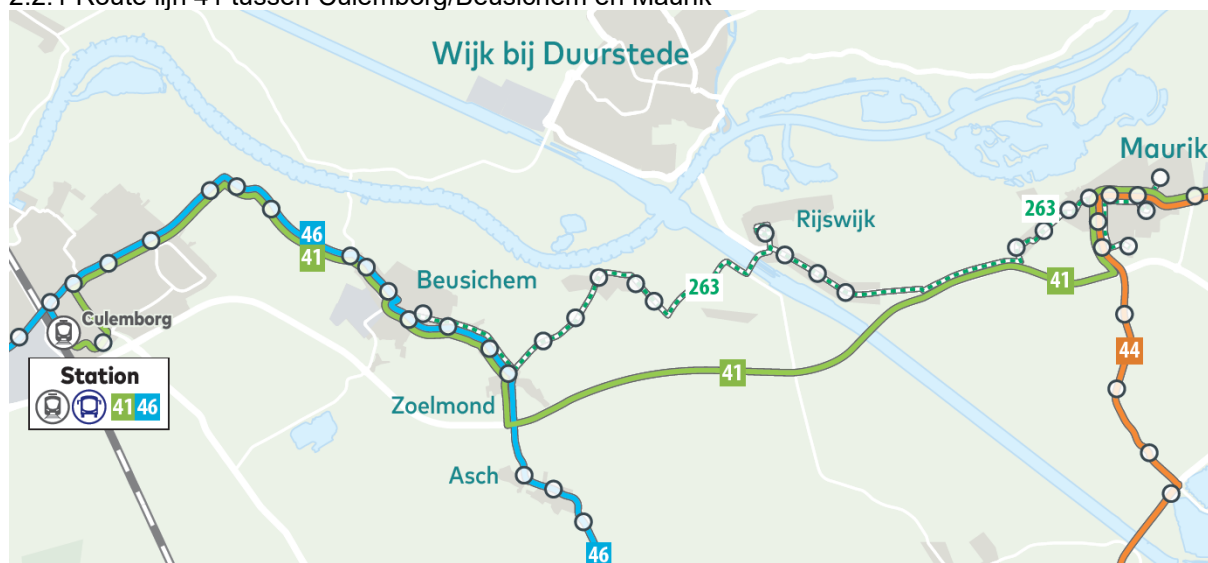 2.2.1 Route lijn 41 tussen Culemborg/Beusichem en Maurik
Wijk bij Duurstede
Maurik
263
Rijswijk
46
41
Beusichem
263
41
Culemborg
Station
41 46
41
44
Zoelmond
Asch
46